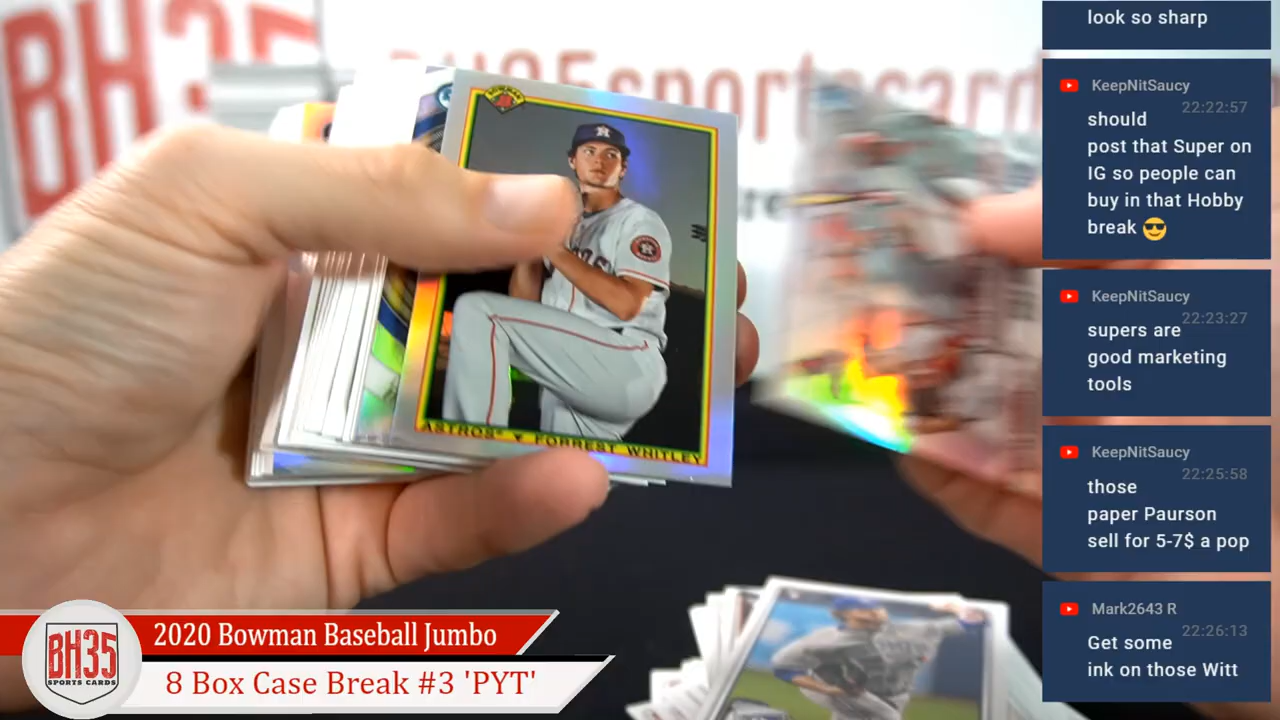 look so sharp
KeepNitSaucy
22:22:57
should
post that Super on
IG so people can
buy in that Hobby
break
KeepNitSaucy
22:23:27
supers are
good marketing
tools
KeepNitSaucy
22:25:58
those
paper Paurson
sell for 5-7$ a pop
Mark2643 R
22:26:13
Get some
ink on those Witt
BH35
BH35sportscard
BOWMAN
ASTROS ▼ FORREST WHITLEY
BH35
SPORTS CARDS
2020 Bowman Baseball Jumbo
8 Box Case Break #3 'PYT'